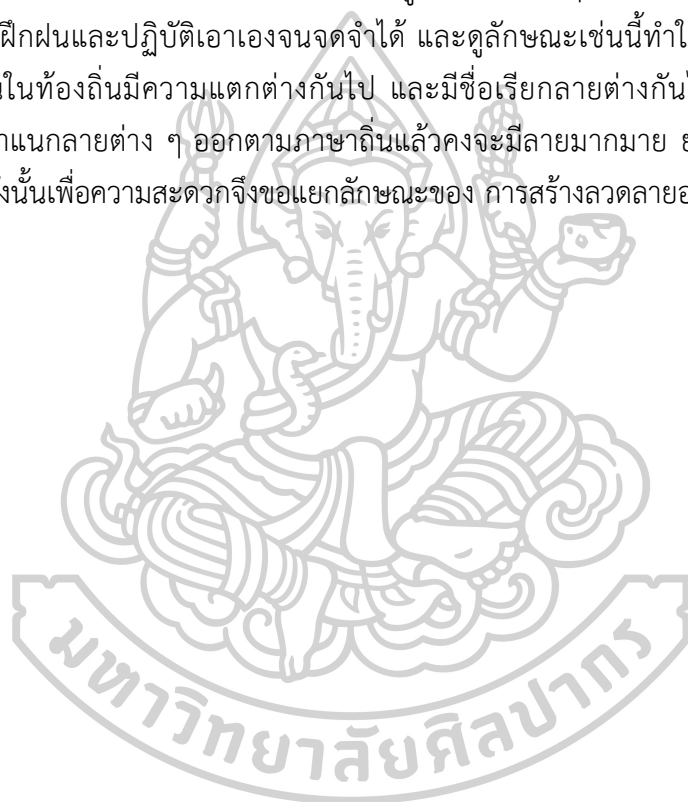 ฝึกฝนและปฏิบัติเอาเองจนจดจำได้ และดูลักษณะเช่นนี้ทำใ
นในท้องถิ่นมีความแตกต่างกันไป และมีชื่อเรียกลายต่างกันไ
าแนกลายต่าง ๆ ออกตามภาษาถิ่นแล้วคงจะมีลายมากมาย ย
ังนั้นเพื่อความสะดวกจึงขอแยกลักษณะของ การสร้างลวดลายอ
มหาวิทยาลัยศิลปากร